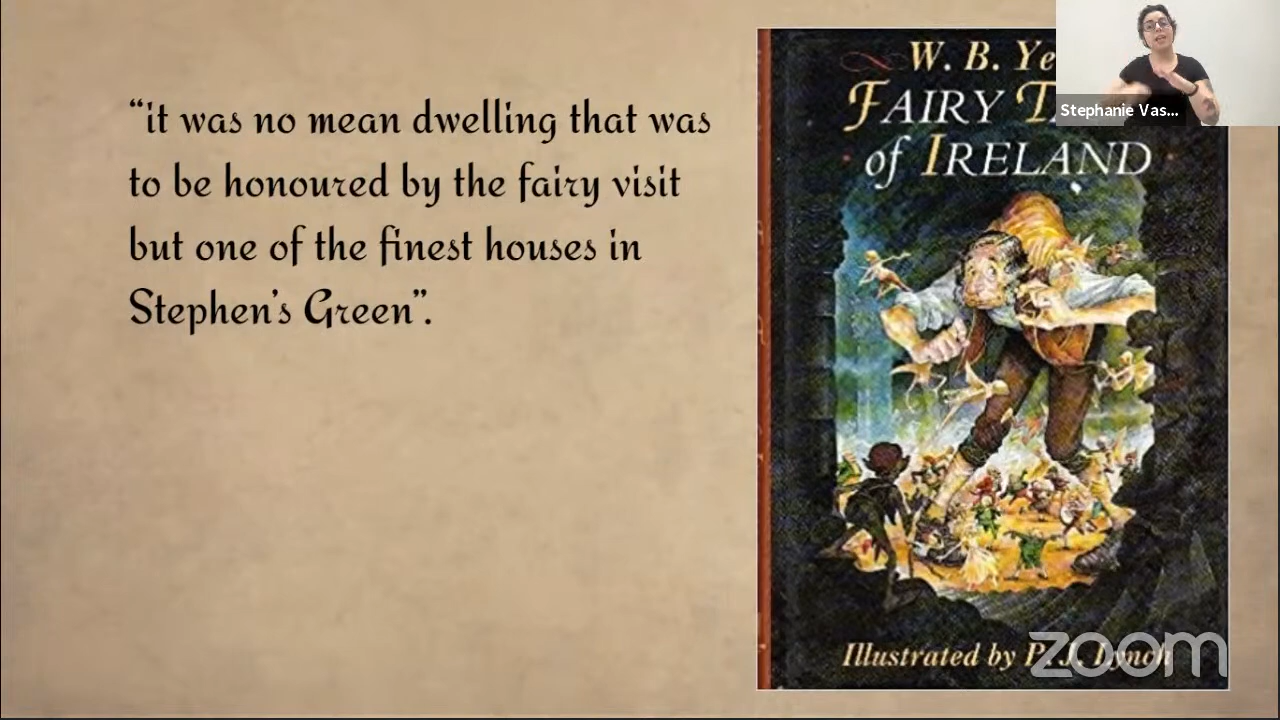 “it was no mean dwelling that was
to be honoured by the fairy visit
but one of the finest houses in
Stephen’s Green”.
W. B. Ye
FAIRY T
of IRELAND
Illustrated by P. J. Lynch
Stephanie Vas...
zoom